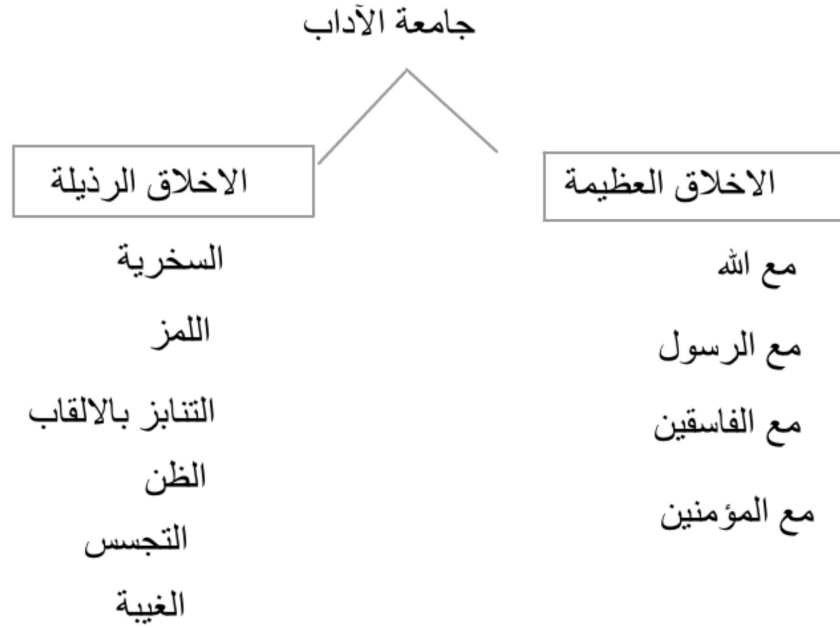 جامعة الآداب
الاخلاق العظيمة
مع الله
مع الرسول
مع الفاسقين
مع المؤمنين
الاخلاق الرذيلة
السخرية
اللمز
التنابز بالالقاب
الظن
التجسس
الغيبة